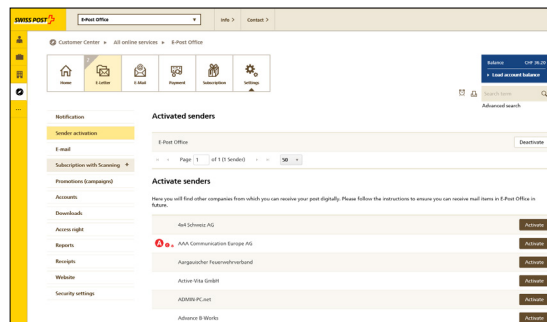 SWISS POST
E-Post Office
Info >
Contact >
Customer Center ▸ All online services ▸ E-Post Office
Home
E-Letter
E-Mail
Payment
Subscription
Settings
Balance CHF 36.20
▸ Load account balance
Search term
Advanced search
Notification
Sender activation
E-mail
Subscription with Scanning +
Promotions (campaigns)
Accounts
Downloads
Access right
Reports
Receipts
Website
Security settings
Activated senders
E-Post Office
Deactivate
Page 1 of 1 (1 Sender)
50
Activate senders
Here you will find other companies from which you can receive your post digitally. Please follow the instructions to ensure you can receive mail items in E-Post Office in
future.
4x4 Schweiz AG
Activate
AAA Communication Europe AG
Activate
Aargauischer Feuerwehrverband
Activate
Active-Vita GmbH
Activate
ADMIN-PC.net
Activate
Advance B-Works
Activate